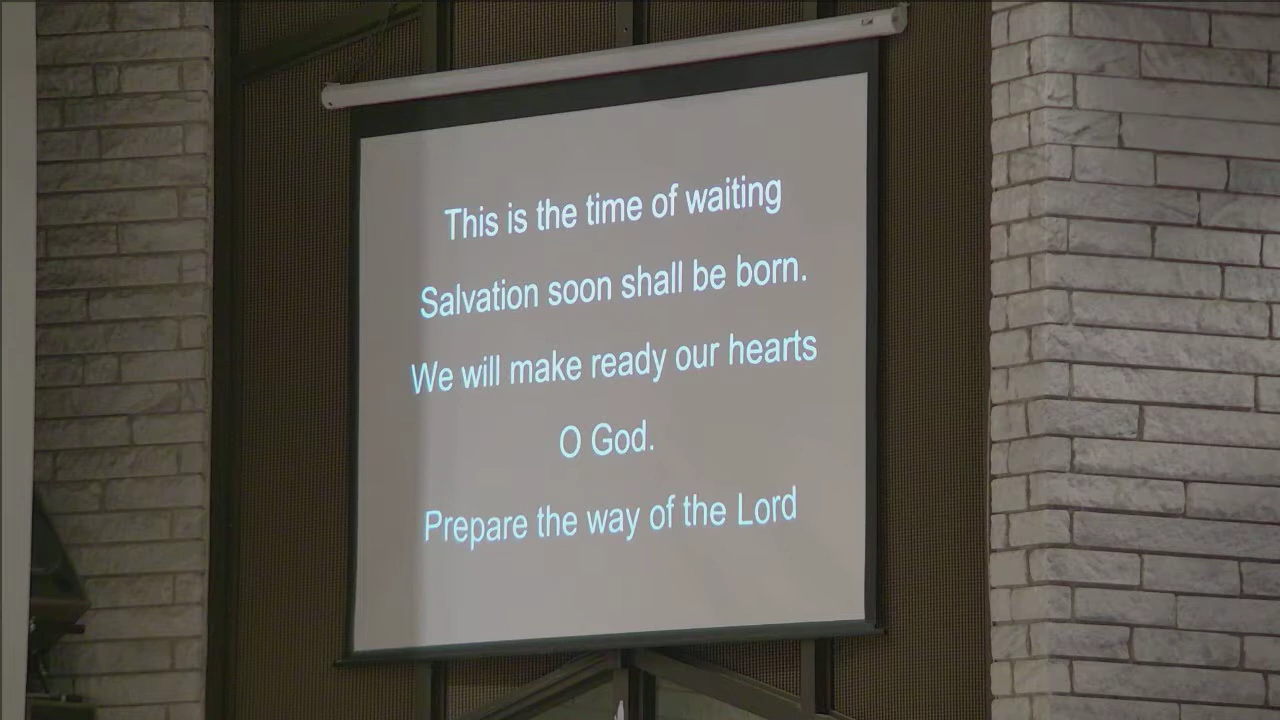 This is the time of waiting
Salvation soon shall be born.
We will make ready our hearts
O God.
Prepare the way of the Lord